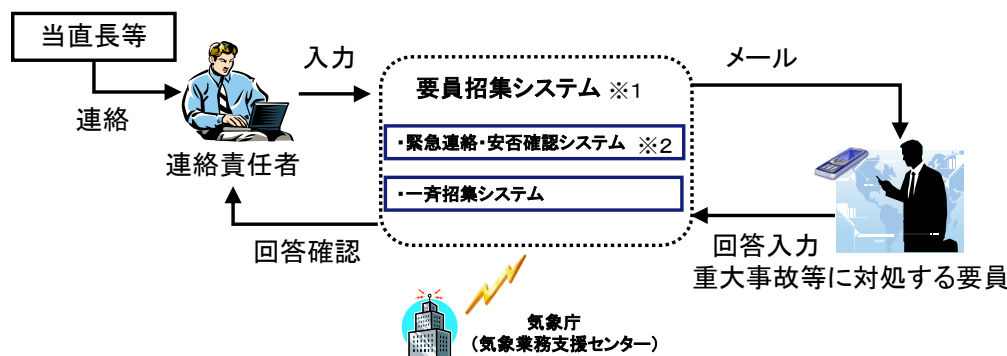 当直長等
連絡
連絡責任者
入力
要員招集システム ※1
・緊急連絡・安否確認システム ※2
・一斉招集システム
メール
回答確認
回答入力
重大事故等に対処する要員
気象庁
（気象業務支援センター）